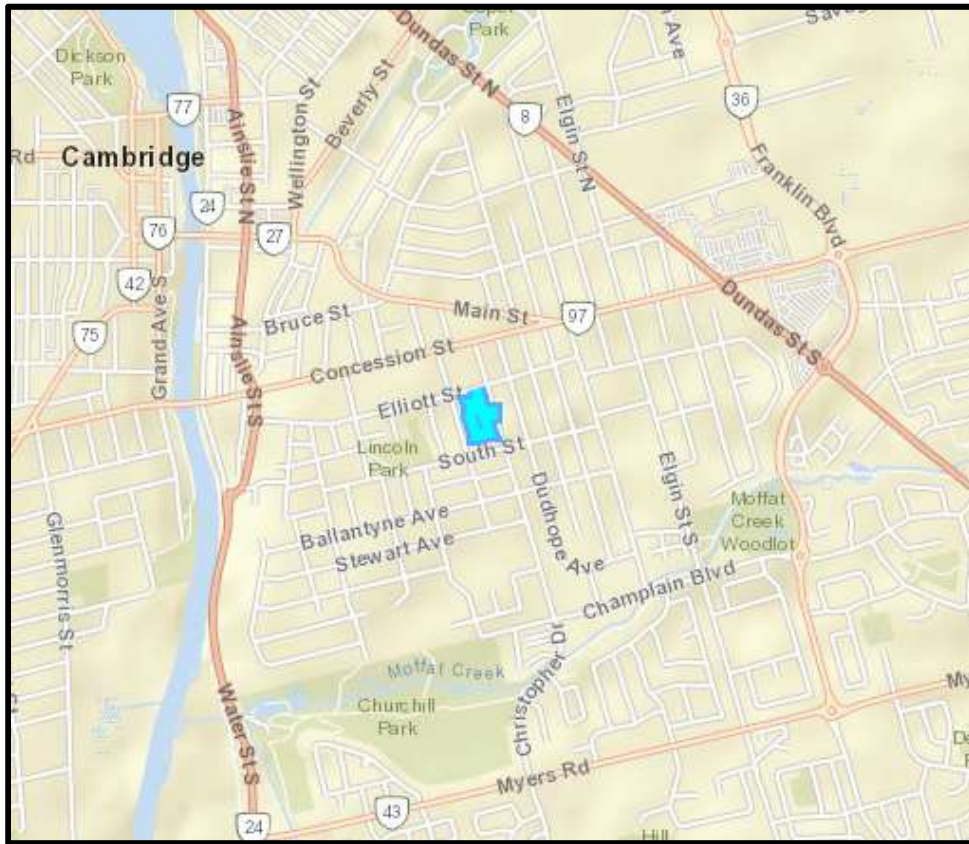 Dickson
Park
Park
Dundas St N
Ave
77
Ainslie St N
Wellington St
Beverly St
8
Elgin St N
36
Franklin Blvd
Rd
Cambridge
24
76
27
42
Grand Ave S
Main St
97
Bruce St
75
Ainslie St S
Concession St
Dundas St S
Elliott St
Lincoln
Park
South St
Dudhope Ave
Elgin St S
Moffat
Creek
Woodlot
Glenmorris St
Ballantyne Ave
Stewart Ave
Champlain Blvd
Moffat Creek
Christopher Dr
Churchill
Park
Water St S
Myers Rd
43
24
Hill